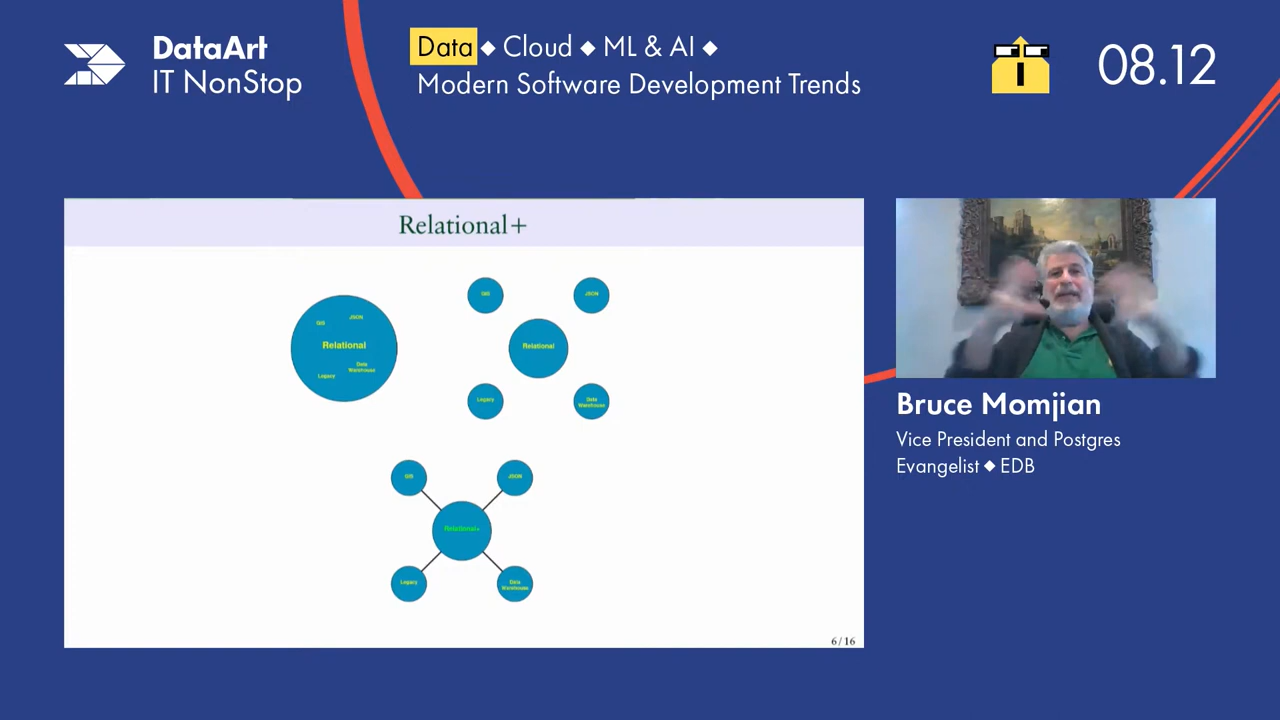 DataArt
IT NonStop
Data ◆ Cloud ◆ ML & AI ◆
Modern Software Development Trends
08.12
Relational+
GIS
JSON
Relational
Legacy
Data
Warehouse
GIS
JSON
Relational
Legacy
Data
Warehouse
GIS
JSON
Relational+
Legacy
Data
Warehouse
6 / 16
Bruce Momjian
Vice President and Postgres
Evangelist ◆ EDB